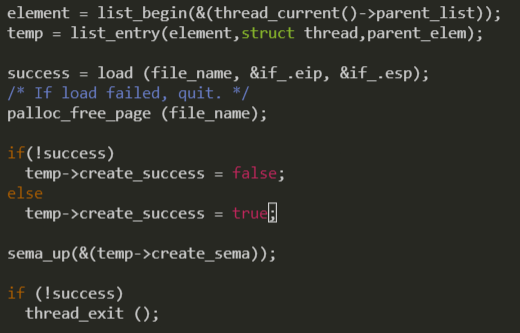 element = list_begin(&(thread_current()->parent_list));
temp = list_entry(element,struct thread,parent_elem);
success = load (file_name, &if_.eip, &if_.esp);
/* If load failed, quit. */
palloc_free_page (file_name);
if(!success)
  temp->create_success = false;
else
  temp->create_success = true;
sema_up(&(temp->create_sema));
if (!success)
  thread_exit ();